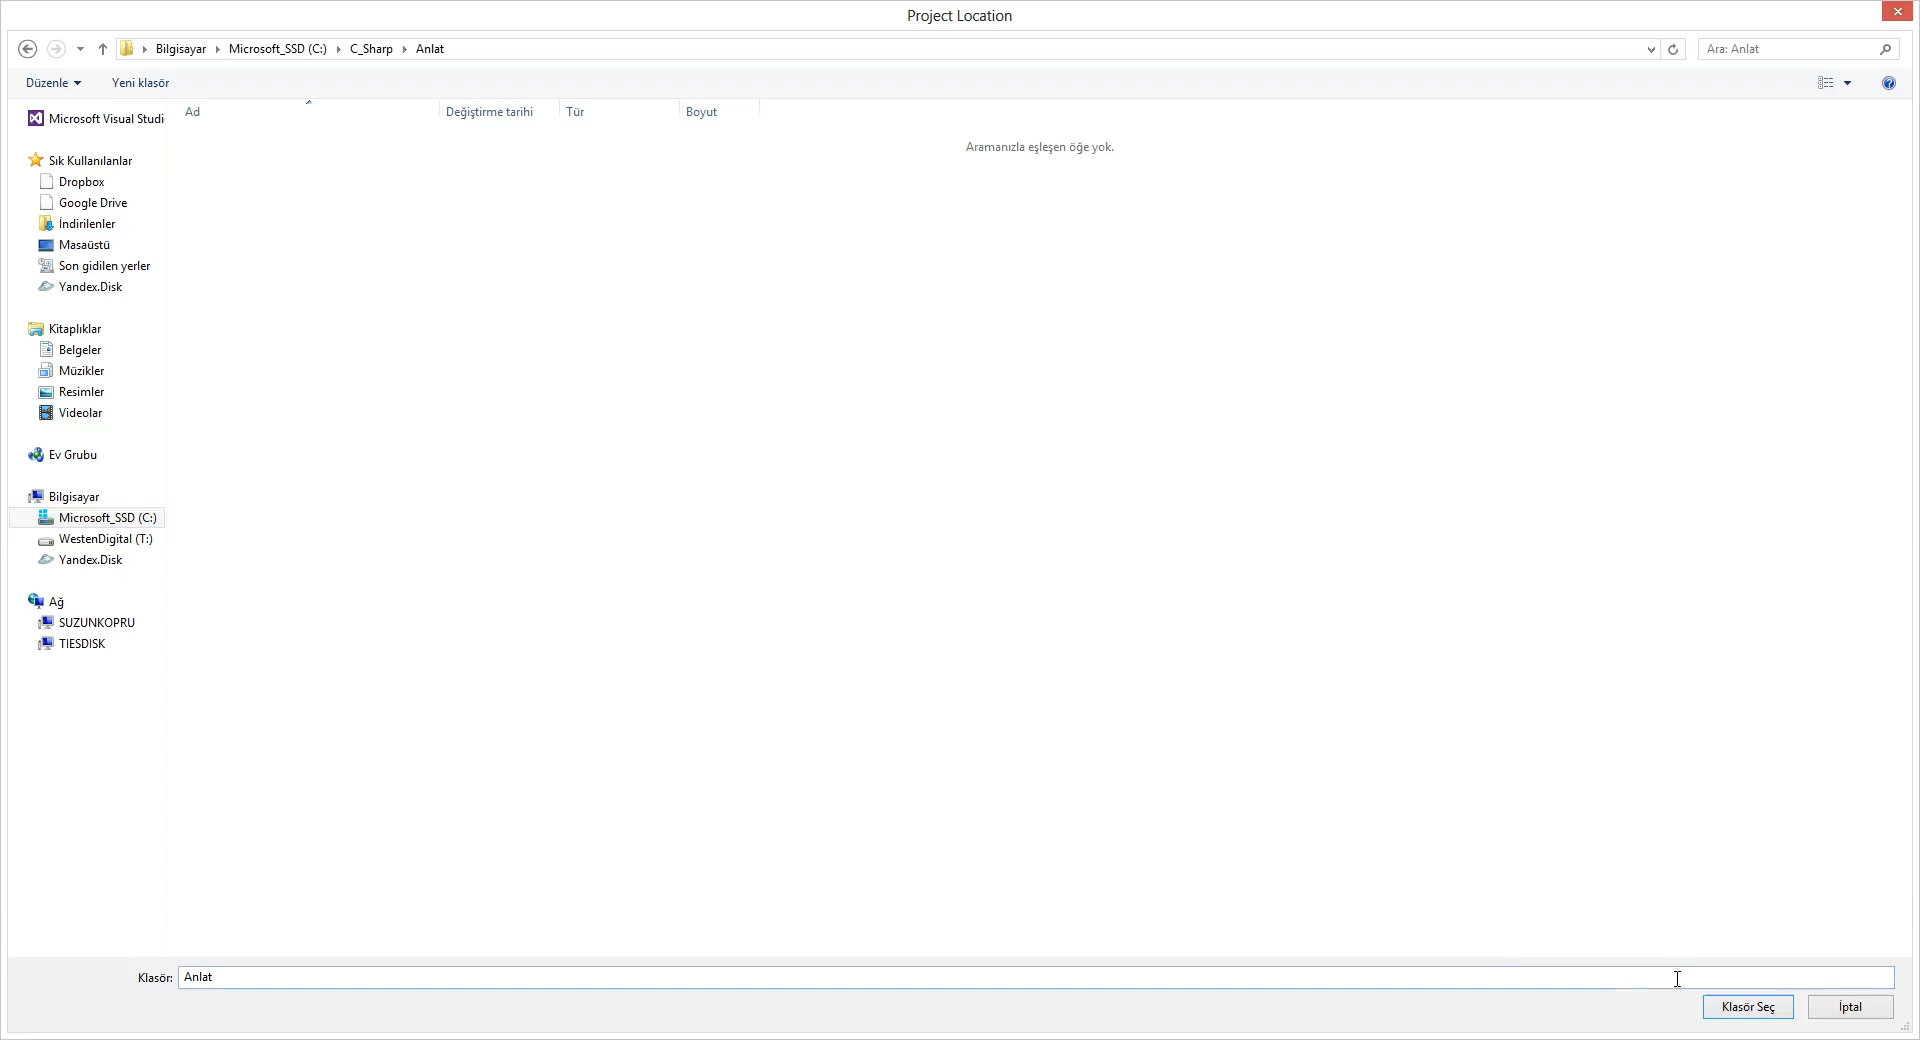 Project Location
Bilgisayar Microsoft_SSD (C:) C_Sharp Anlat
Ara: Anlat
Düzenle Yeni klasör
Ad Değiştirme tarihi Tür Boyut
Aramanızla eşleşen öğe yok.
Microsoft Visual Studi
Sık Kullanılanlar
Dropbox
Google Drive
İndirilenler
Masaüstü
Son gidilen yerler
Yandex.Disk
Kitaplıklar
Belgeler
Müzikler
Resimler
Videolar
Ev Grubu
Bilgisayar
Microsoft_SSD (C:)
WestenDigital (T:)
Yandex.Disk
Ağ
SUZUNKOPRU
TIESDISK
Klasör: Anlat
Klasör Seç İptal